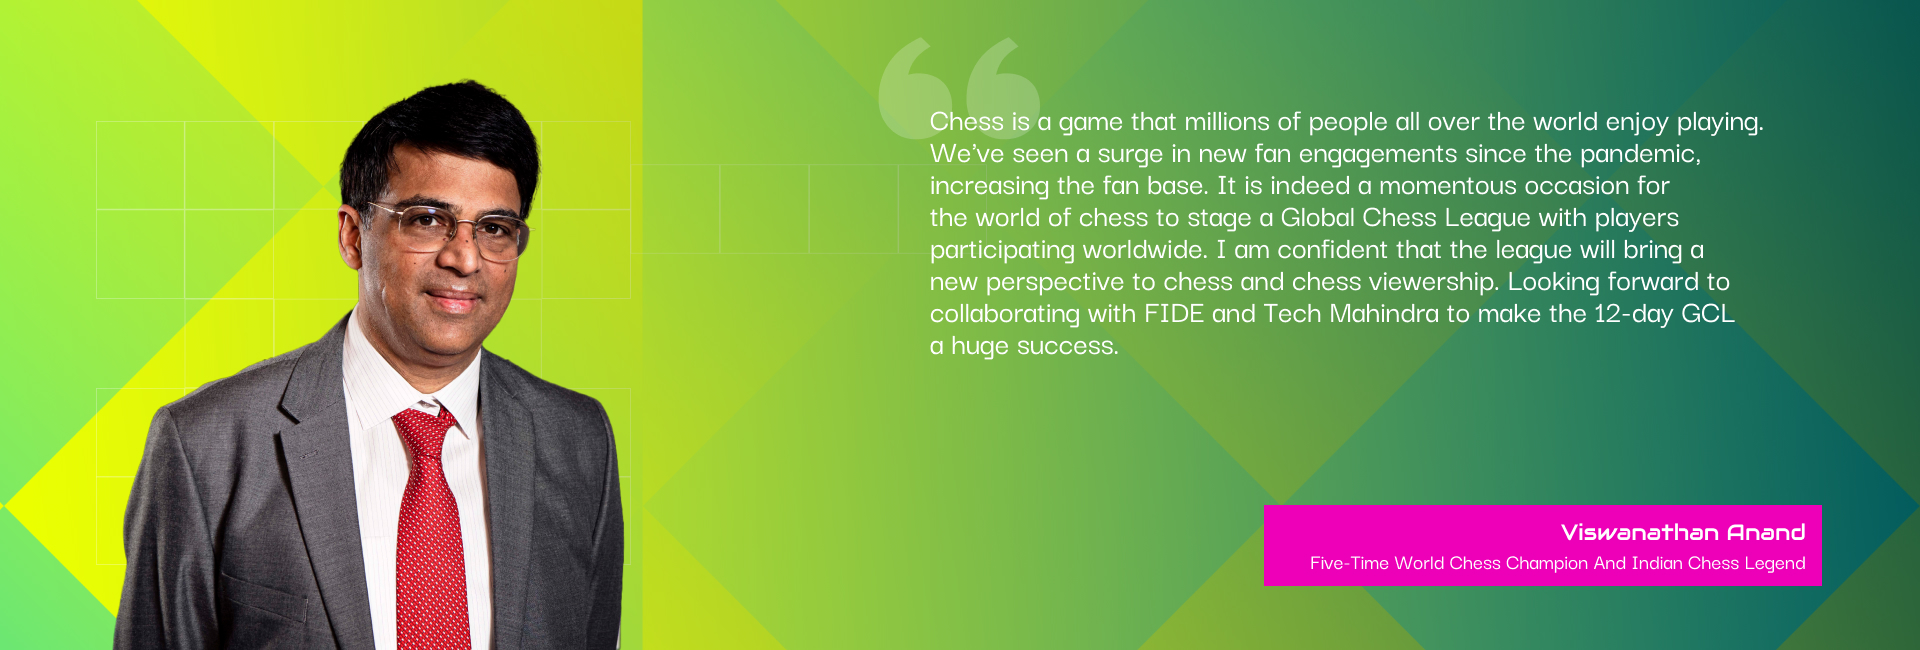 Chess is a game that millions of people all over the world enjoy playing.
We've seen a surge in new fan engagements since the pandemic,
increasing the fan base. It is indeed a momentous occasion for
the world of chess to stage a Global Chess League with players
participating worldwide. I am confident that the league will bring a
new perspective to chess and chess viewership. Looking forward to
collaborating with FIDE and Tech Mahindra to make the 12-day GCL
a huge success.
Viswanathan Anand
Five-Time World Chess Champion And Indian Chess Legend